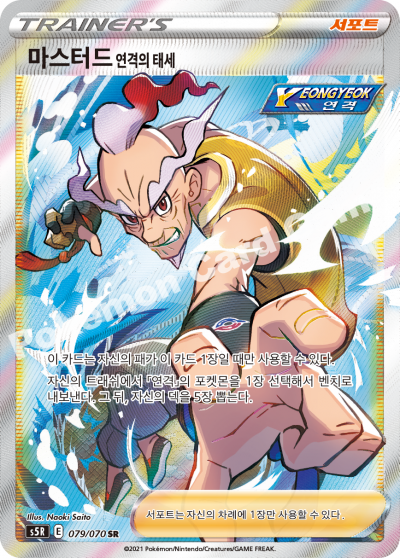 TRAINER'S
서포트
마스터드 연격의 태세
YEONGYEOK
연격
Pokemon-Card.com
이 카드는 자신의 패가 이 카드 1장일 때만 사용할 수 있다.
자신의 트래쉬에서 「연격」의 포켓몬을 1장 선택해서 벤치로
내보낸다. 그 뒤, 자신의 덱을 5장 뽑는다.
Illus. Naoki Saito
s5R E 079/070 SR
서포트는 자신의 차례에 1장만 사용할 수 있다.
©2021 Pokémon/Nintendo/Creatures/GAME FREAK.